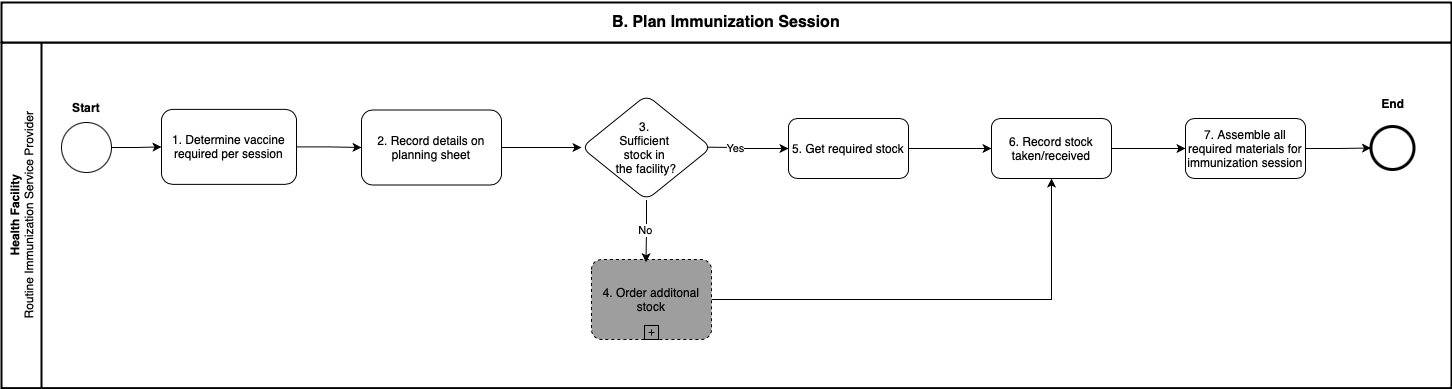 B. Plan Immunization Session
Health Facility
Routine Immunization Service Provider
Start
1. Determine vaccine
required per session
2. Record details on
planning sheet
3.
Sufficient
stock in
the facility?
Yes
5. Get required stock
6. Record stock
taken/received
7. Assemble all
required materials for
immunization session
End
No
4. Order additonal
stock
+